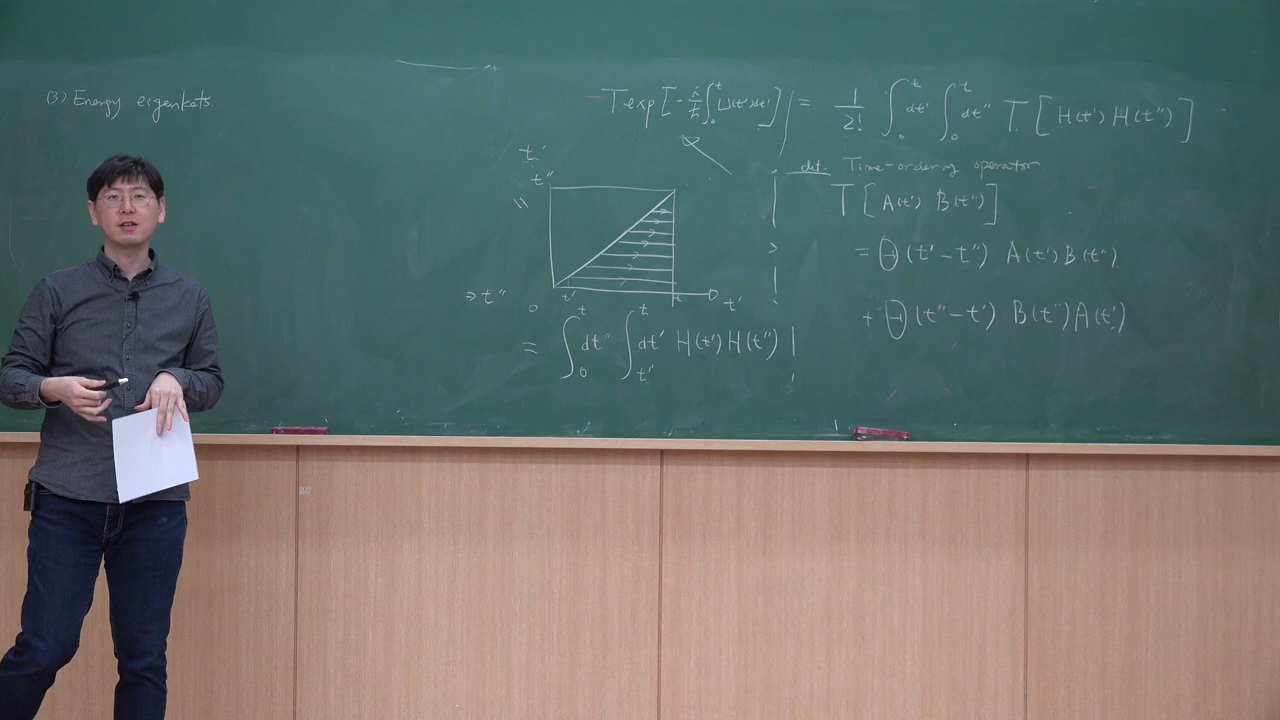 (3) Energy eigenkets.
T exp[-i/ħ ∫₀ᵗ H(t')dt'] | = 1/2! ∫₀ᵗ dt' ∫₀ᵗ dt'' T[H(t')H(t'')]
def. Time-ordering operator
T[A(t') B(t'')]
= Θ(t'-t'') A(t')B(t'')
+ Θ(t''-t') B(t'')A(t')
t'
t''
"
⇒ t''
0
t'
t
t'
= ∫₀ᵗ dt'' ∫_{t''}ᵗ dt' H(t')H(t'') |